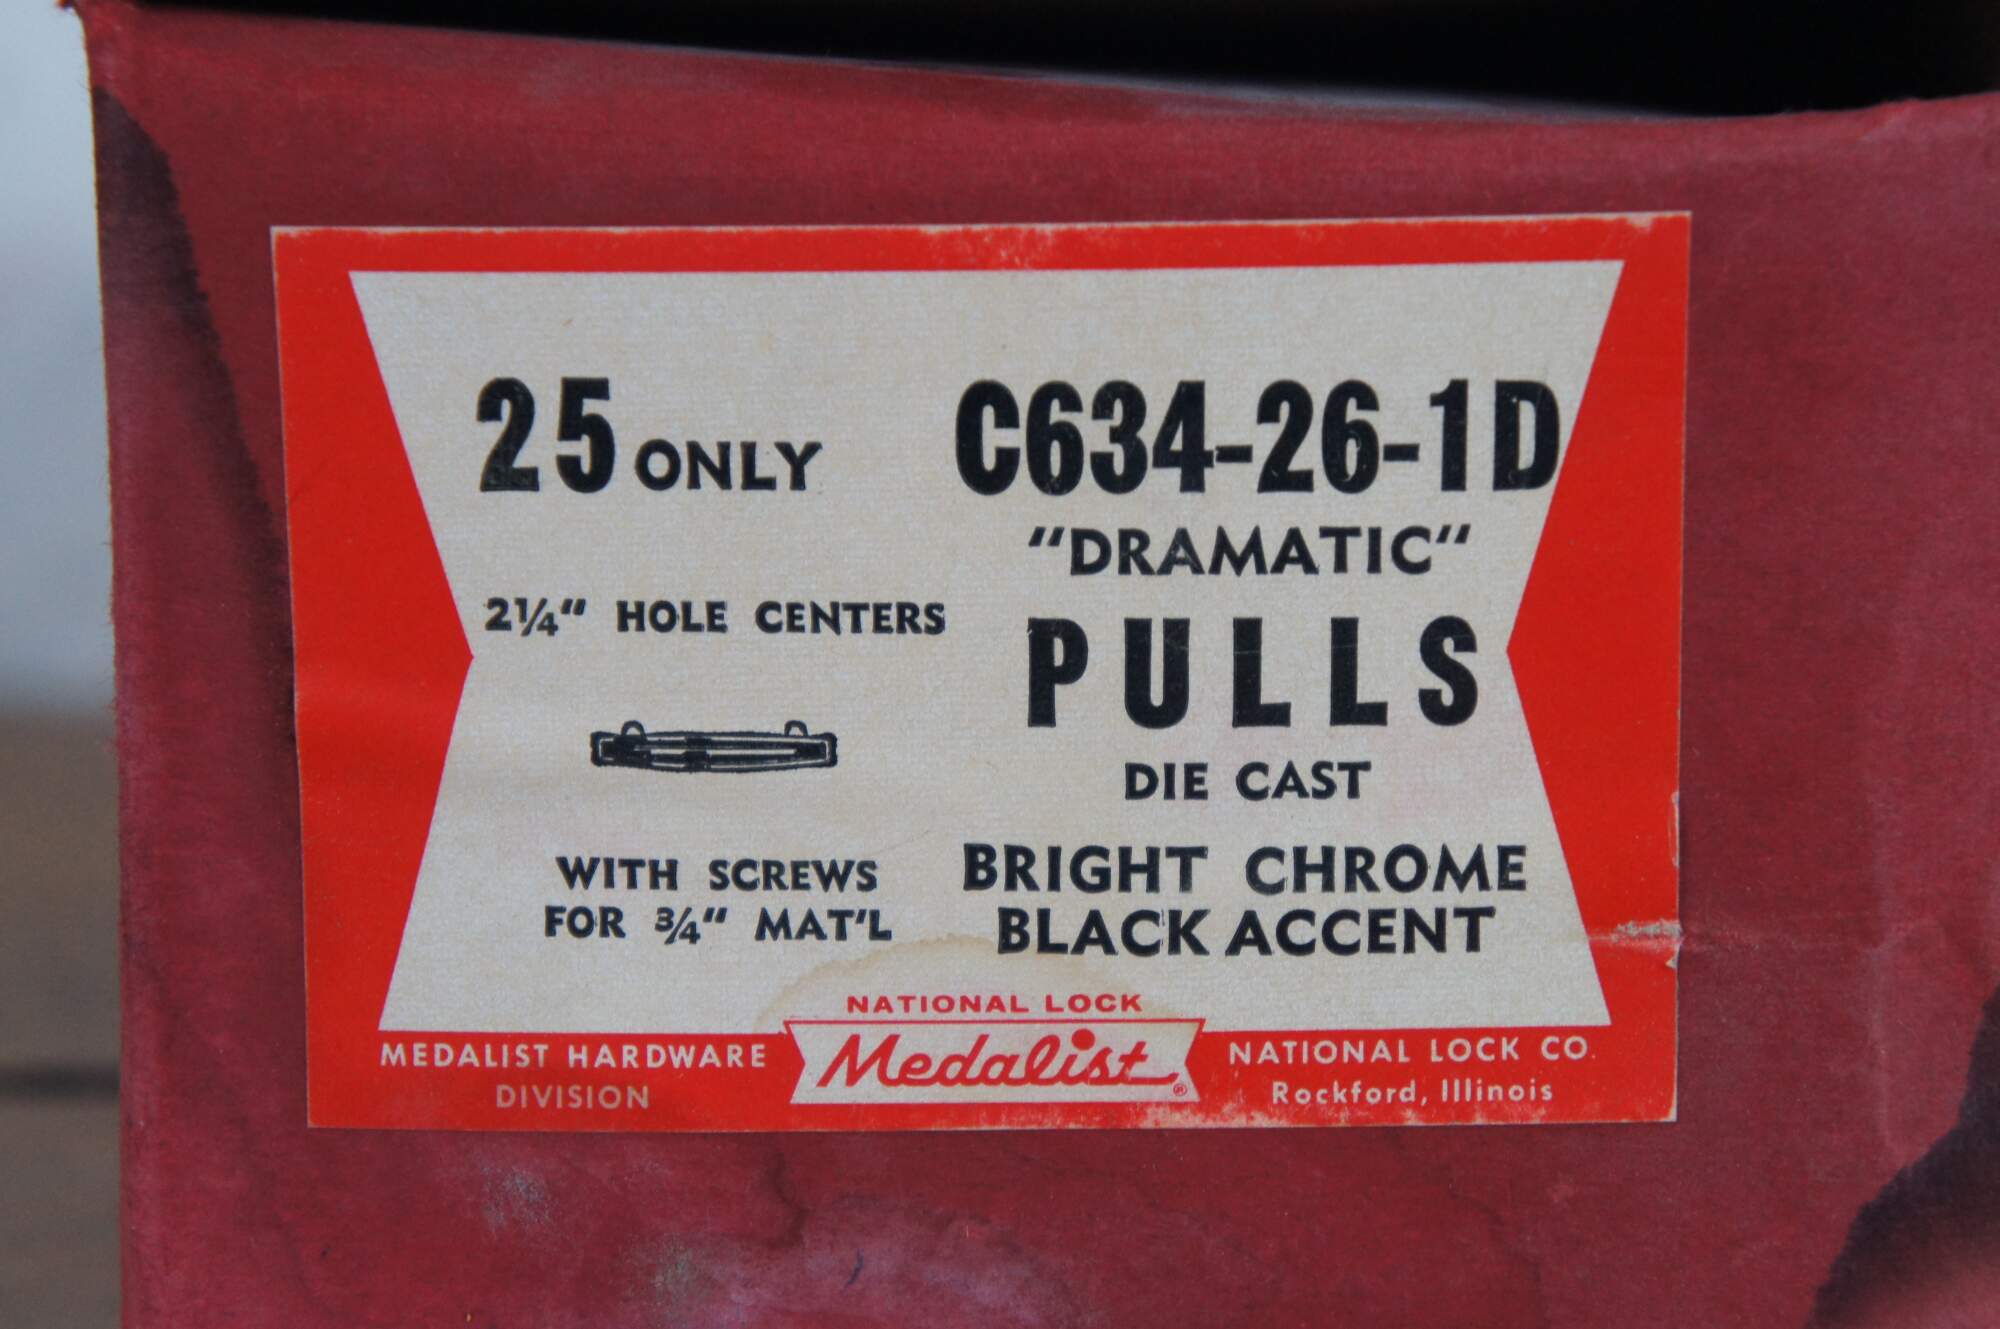 25 ONLY
C634-26-1D
"DRAMATIC"
2¼" HOLE CENTERS
PULLS
DIE CAST
WITH SCREWS
FOR ¾" MAT'L
BRIGHT CHROME
BLACK ACCENT
NATIONAL LOCK
Medalist®
MEDALIST HARDWARE
DIVISION
NATIONAL LOCK CO.
Rockford, Illinois